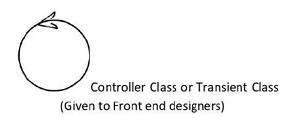 Controller Class or Transient Class
(Given to Front end designers)